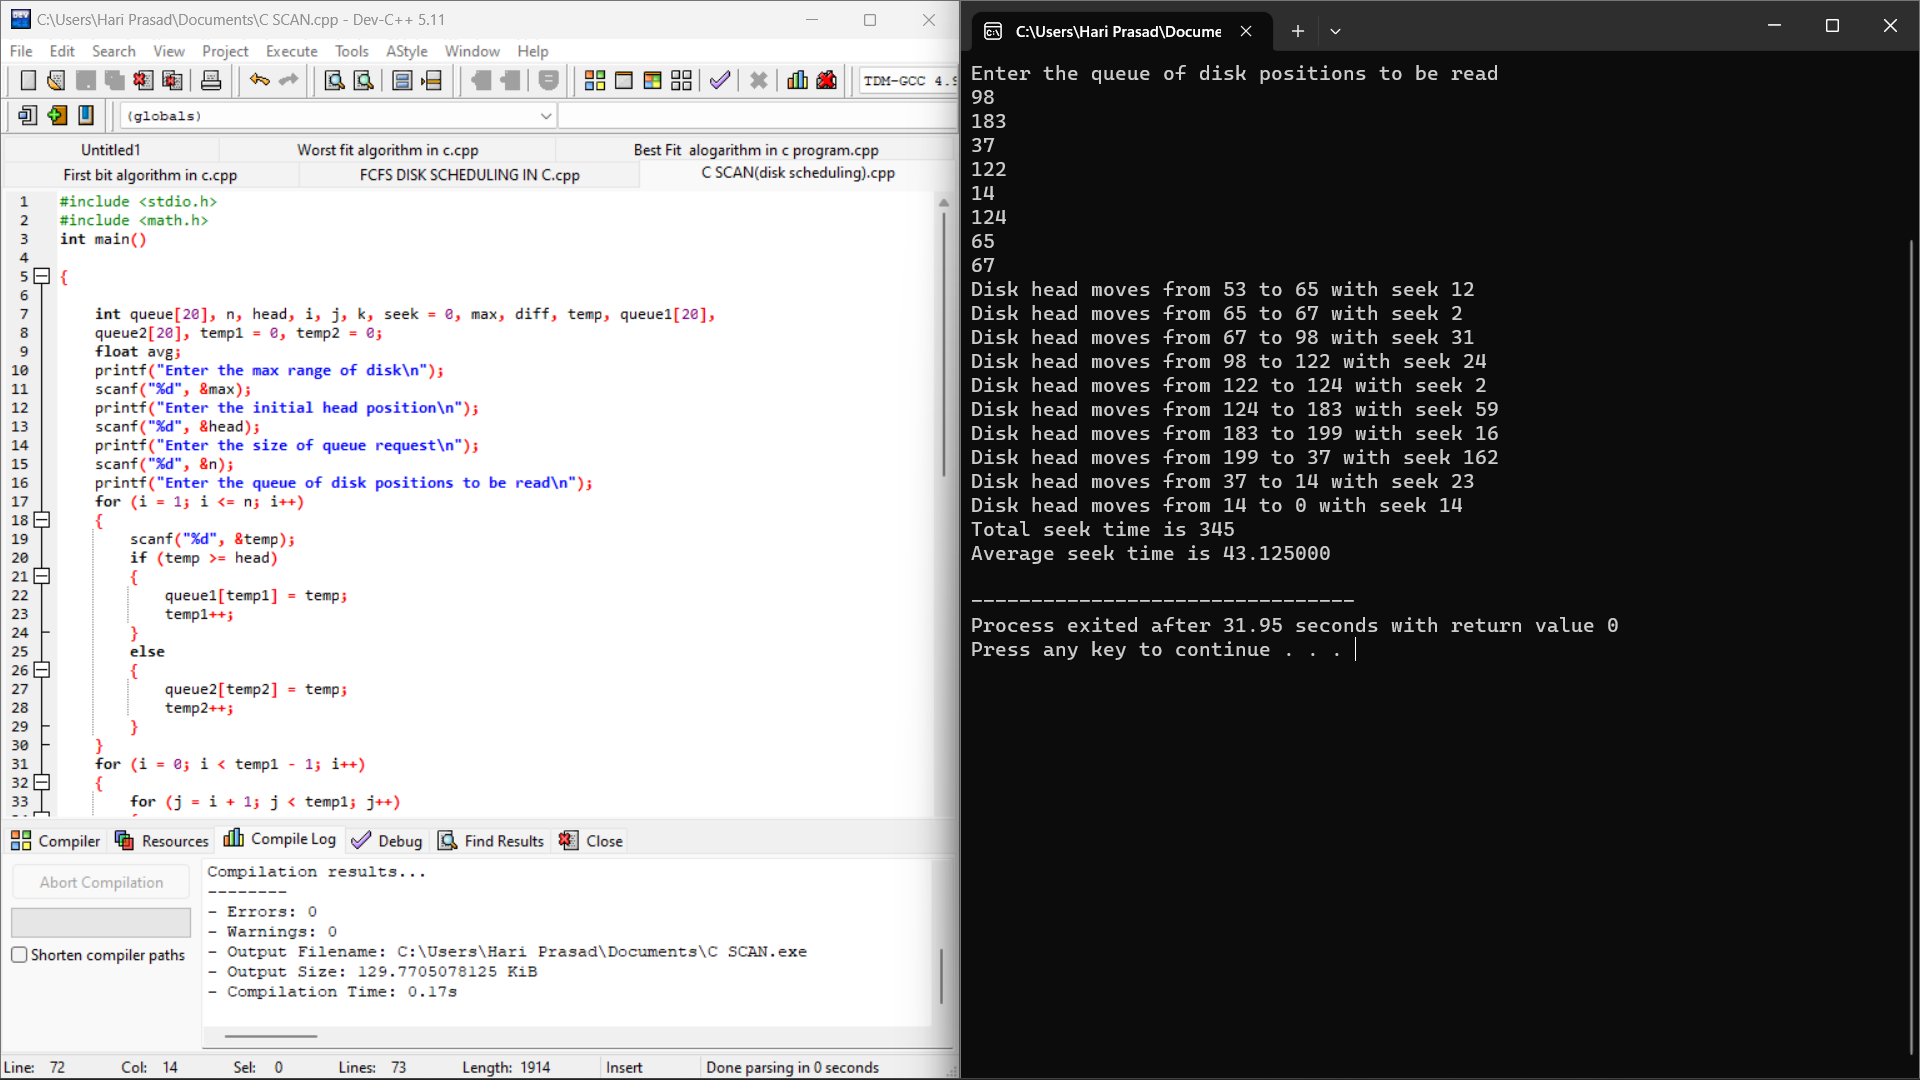 C:\Users\Hari Prasad\Documents\C SCAN.cpp - Dev-C++ 5.11
File Edit Search View Project Execute Tools AStyle Window Help
TDM-GCC 4.9
(globals)
Untitled1 Worst fit algorithm in c.cpp Best Fit alogarithm in c program.cpp
First bit algorithm in c.cpp FCFS DISK SCHEDULING IN C.cpp C SCAN(disk scheduling).cpp
1 #include <stdio.h>
2 #include <math.h>
3 int main()
4
5 {
6
7 int queue[20], n, head, i, j, k, seek = 0, max, diff, temp, queue1[20],
8 queue2[20], temp1 = 0, temp2 = 0;
9 float avg;
10 printf("Enter the max range of disk\n");
11 scanf("%d", &max);
12 printf("Enter the initial head position\n");
13 scanf("%d", &head);
14 printf("Enter the size of queue request\n");
15 scanf("%d", &n);
16 printf("Enter the queue of disk positions to be read\n");
17 for (i = 1; i <= n; i++)
18 {
19 scanf("%d", &temp);
20 if (temp >= head)
21 {
22 queue1[temp1] = temp;
23 temp1++;
24 }
25 else
26 {
27 queue2[temp2] = temp;
28 temp2++;
29 }
30 }
31 for (i = 0; i < temp1 - 1; i++)
32 {
33 for (j = i + 1; j < temp1; j++)
Compiler Resources Compile Log Debug Find Results Close
Abort Compilation
Shorten compiler paths
Compilation results...
--------
- Errors: 0
- Warnings: 0
- Output Filename: C:\Users\Hari Prasad\Documents\C SCAN.exe
- Output Size: 129.7705078125 KiB
- Compilation Time: 0.17s
Line: 72 Col: 14 Sel: 0 Lines: 73 Length: 1914 Insert Done parsing in 0 seconds
C:\Users\Hari Prasad\Docume
Enter the queue of disk positions to be read
98
183
37
122
14
124
65
67
Disk head moves from 53 to 65 with seek 12
Disk head moves from 65 to 67 with seek 2
Disk head moves from 67 to 98 with seek 31
Disk head moves from 98 to 122 with seek 24
Disk head moves from 122 to 124 with seek 2
Disk head moves from 124 to 183 with seek 59
Disk head moves from 183 to 199 with seek 16
Disk head moves from 199 to 37 with seek 162
Disk head moves from 37 to 14 with seek 23
Disk head moves from 14 to 0 with seek 14
Total seek time is 345
Average seek time is 43.125000
--------------------------------
Process exited after 31.95 seconds with return value 0
Press any key to continue . . .